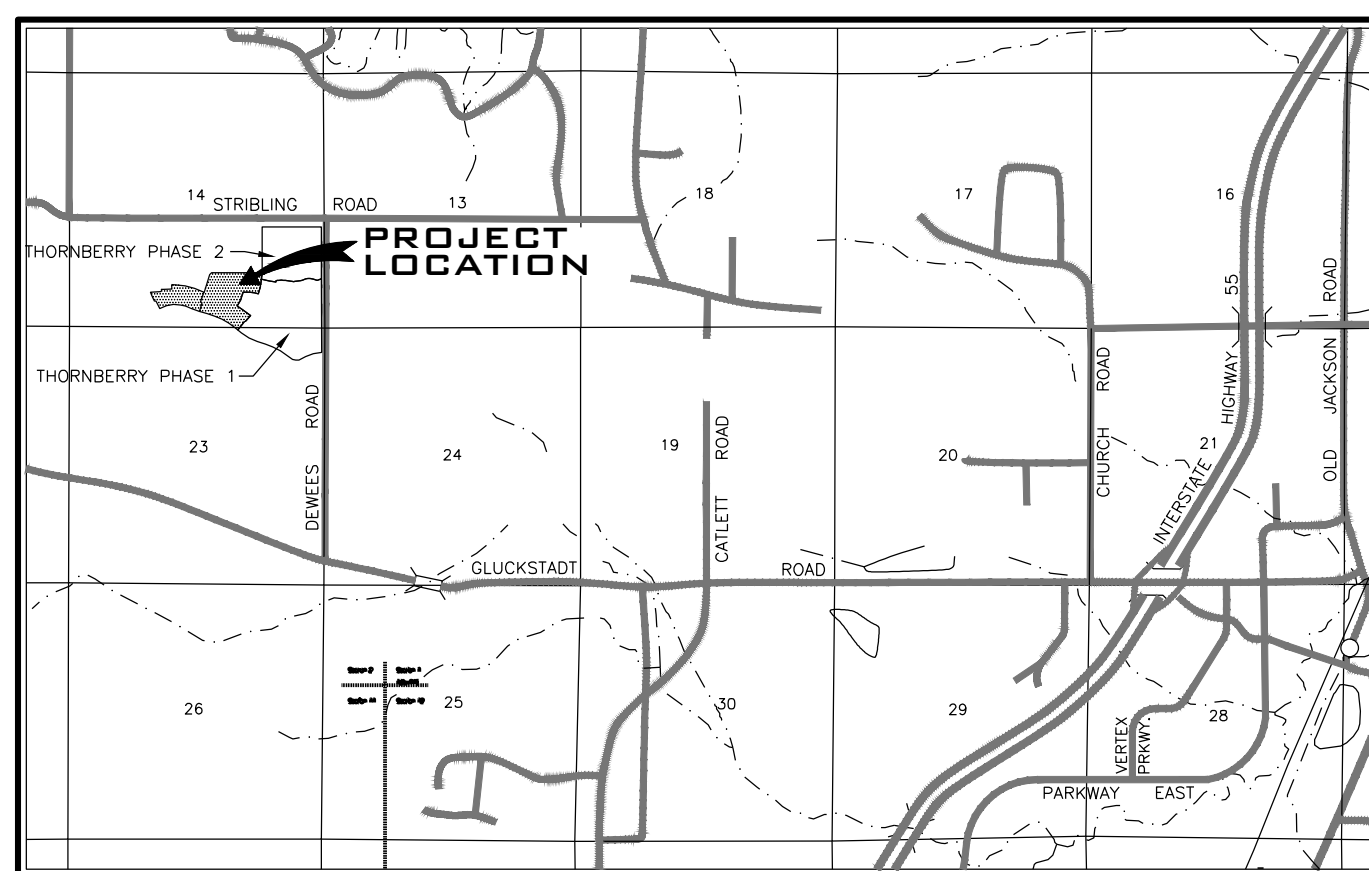 14
STRIBLING ROAD
13
18
17
16
THORNBERRY PHASE 2
PROJECT
LOCATION
THORNBERRY PHASE 1
DEWEES ROAD
23
24
19
CATLETT ROAD
20
CHURCH ROAD
21
INTERSTATE HIGHWAY 55
OLD JACKSON ROAD
GLUCKSTADT ROAD
26
25
30
29
28
VERTEX
PRKWY.
PARKWAY EAST